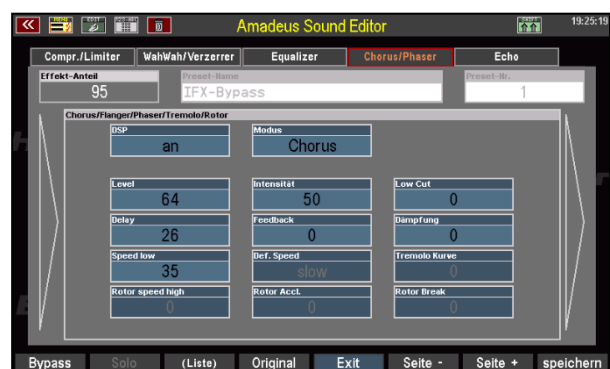 MENU
EDIT
Amadeus Sound Editor
19:25:19
Compr./Limiter WahWah/Verzerrer Equalizer Chorus/Phaser Echo
Effekt-Anteil Preset-Name Preset-Nr.
95 IFX-Bypass 1
Chorus/Flanger/Phaser/Tremolo/Rotor
DSP Modus
an Chorus
Level Intensität Low Cut
64 50 0
Delay Feedback Dämpfung
26 0 0
Speed low Def. Speed Tremolo Kurve
35 slow 0
Rotor speed high Rotor Accl. Rotor Break
0 0 0
Bypass Solo (Liste) Original Exit Seite - Seite + speichern